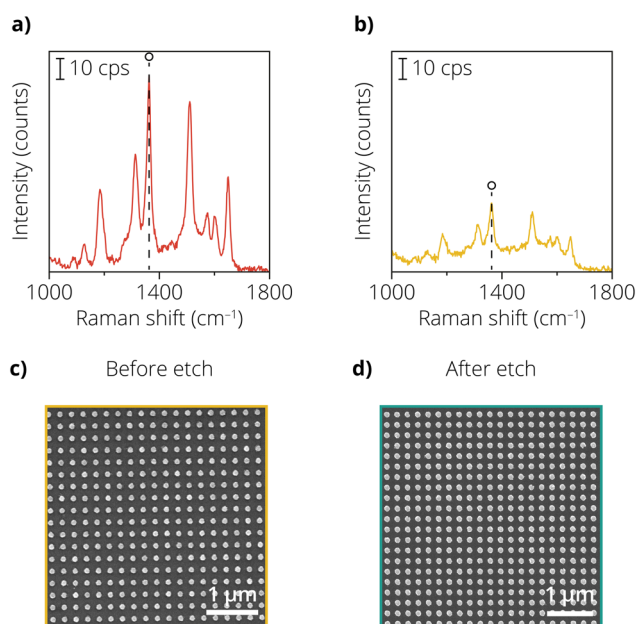 a)
b)
10 cps
10 cps
Intensity (counts)
Intensity (counts)
1000 1400 1800
1000 1400 1800
Raman shift (cm⁻¹)
Raman shift (cm⁻¹)
c) Before etch
d) After etch
1 μm
1 μm